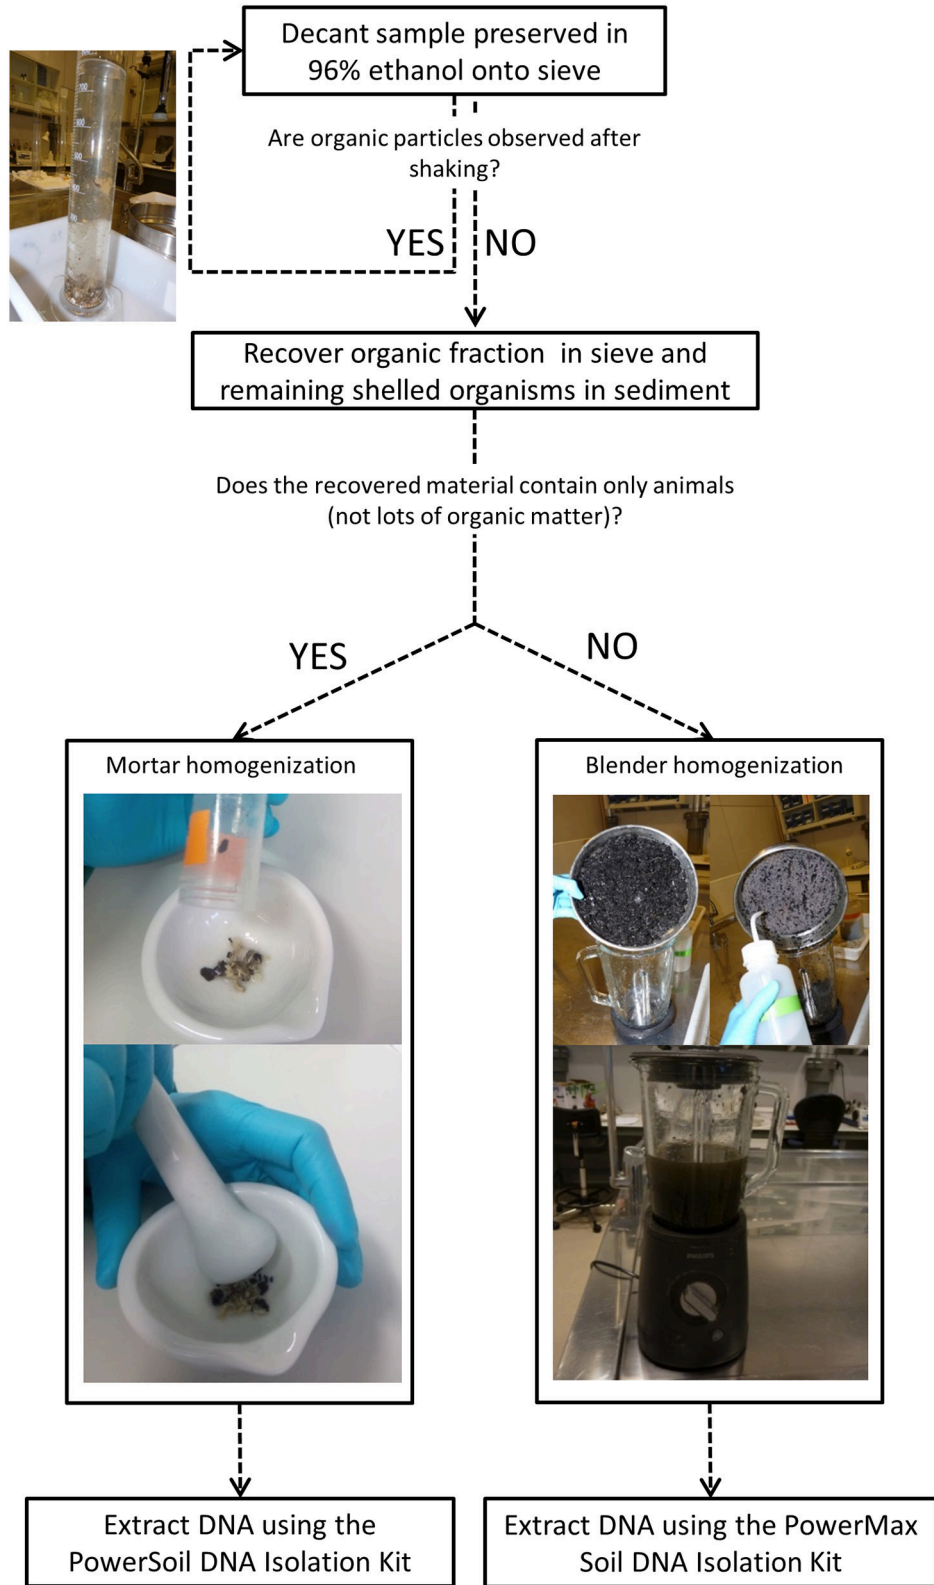 Decant sample preserved in
96% ethanol onto sieve
Are organic particles observed after
shaking?
YES
NO
Recover organic fraction in sieve and
remaining shelled organisms in sediment
Does the recovered material contain only animals
(not lots of organic matter)?
YES
NO
Mortar homogenization
Blender homogenization
PHILIPS
Extract DNA using the
PowerSoil DNA Isolation Kit
Extract DNA using the PowerMax
Soil DNA Isolation Kit